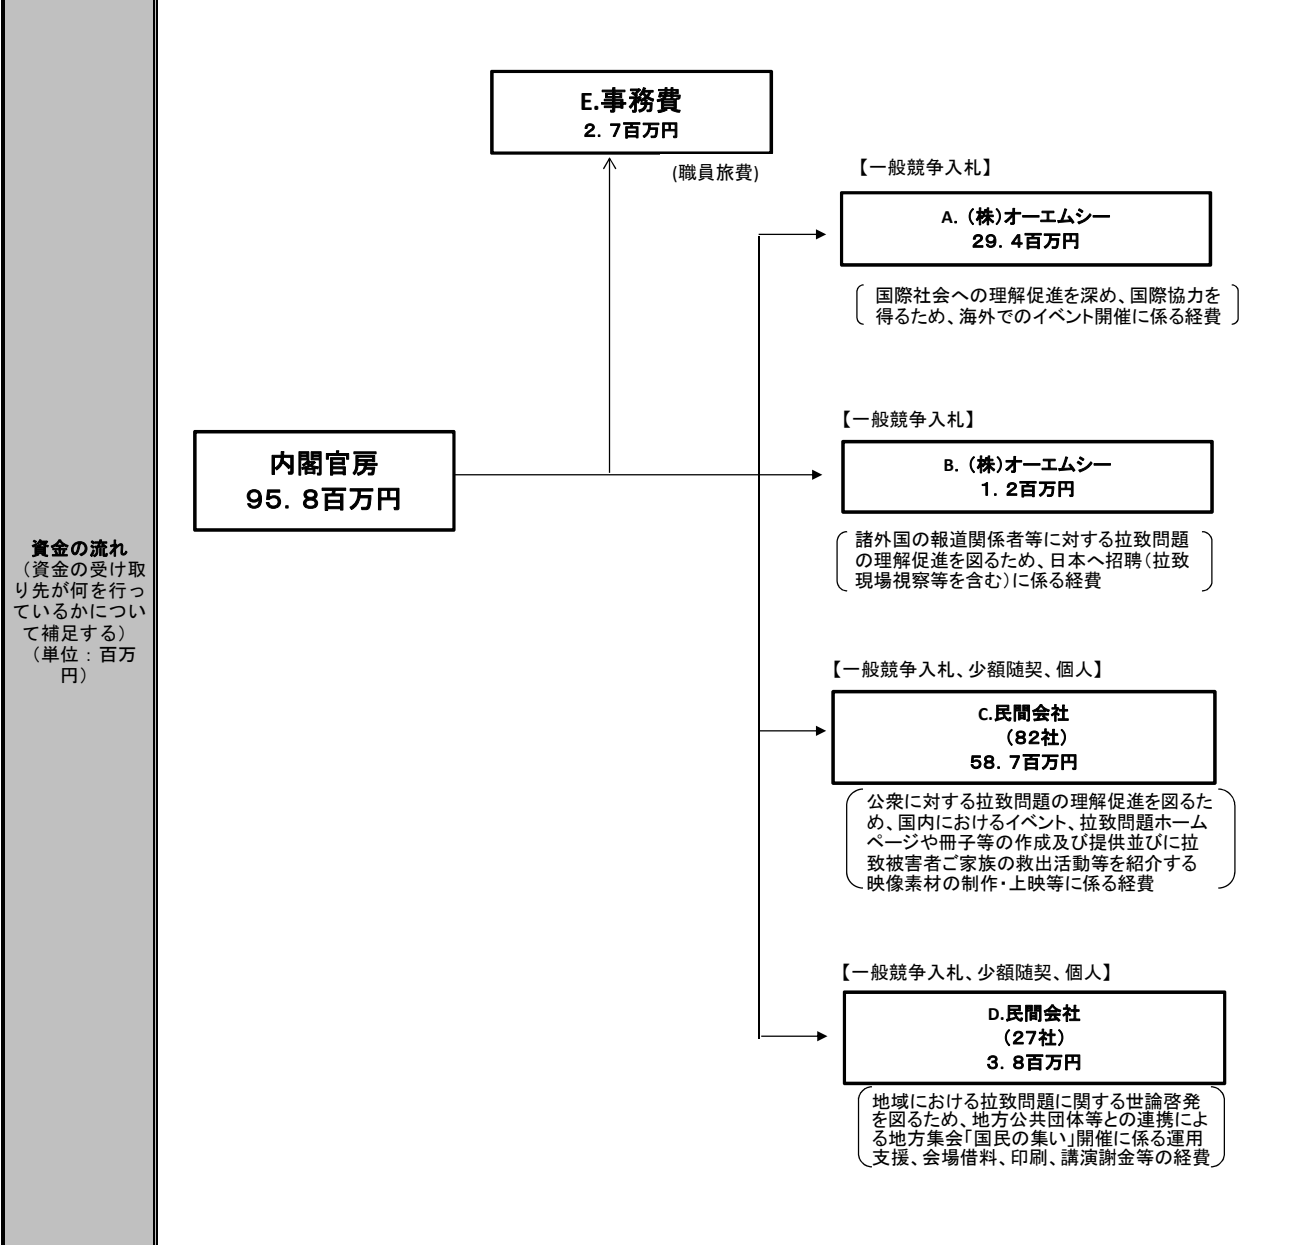 資金の流れ
（資金の受け取
り先が何を行っ
ているかについ
て補足する）
（単位：百万
円）
E.事務費
２．７百万円
(職員旅費)
内閣官房
９５．８百万円
【一般競争入札】
A．（株）オーエムシー
２９．４百万円
国際社会への理解促進を深め、国際協力を
得るため、海外でのイベント開催に係る経費
【一般競争入札】
B．（株）オーエムシー
１．２百万円
諸外国の報道関係者等に対する拉致問題
の理解促進を図るため、日本へ招聘（拉致
現場視察等を含む）に係る経費
【一般競争入札、少額随契、個人】
C.民間会社
（８２社）
５８．７百万円
公衆に対する拉致問題の理解促進を図るた
め、国内におけるイベント、拉致問題ホーム
ページや冊子等の作成及び提供並びに拉
致被害者ご家族の救出活動等を紹介する
映像素材の制作・上映等に係る経費
【一般競争入札、少額随契、個人】
D.民間会社
（２７社）
３．８百万円
地域における拉致問題に関する世論啓発
を図るため、地方公共団体等との連携によ
る地方集会「国民の集い」開催に係る運用
支援、会場借料、印刷、講演謝金等の経費